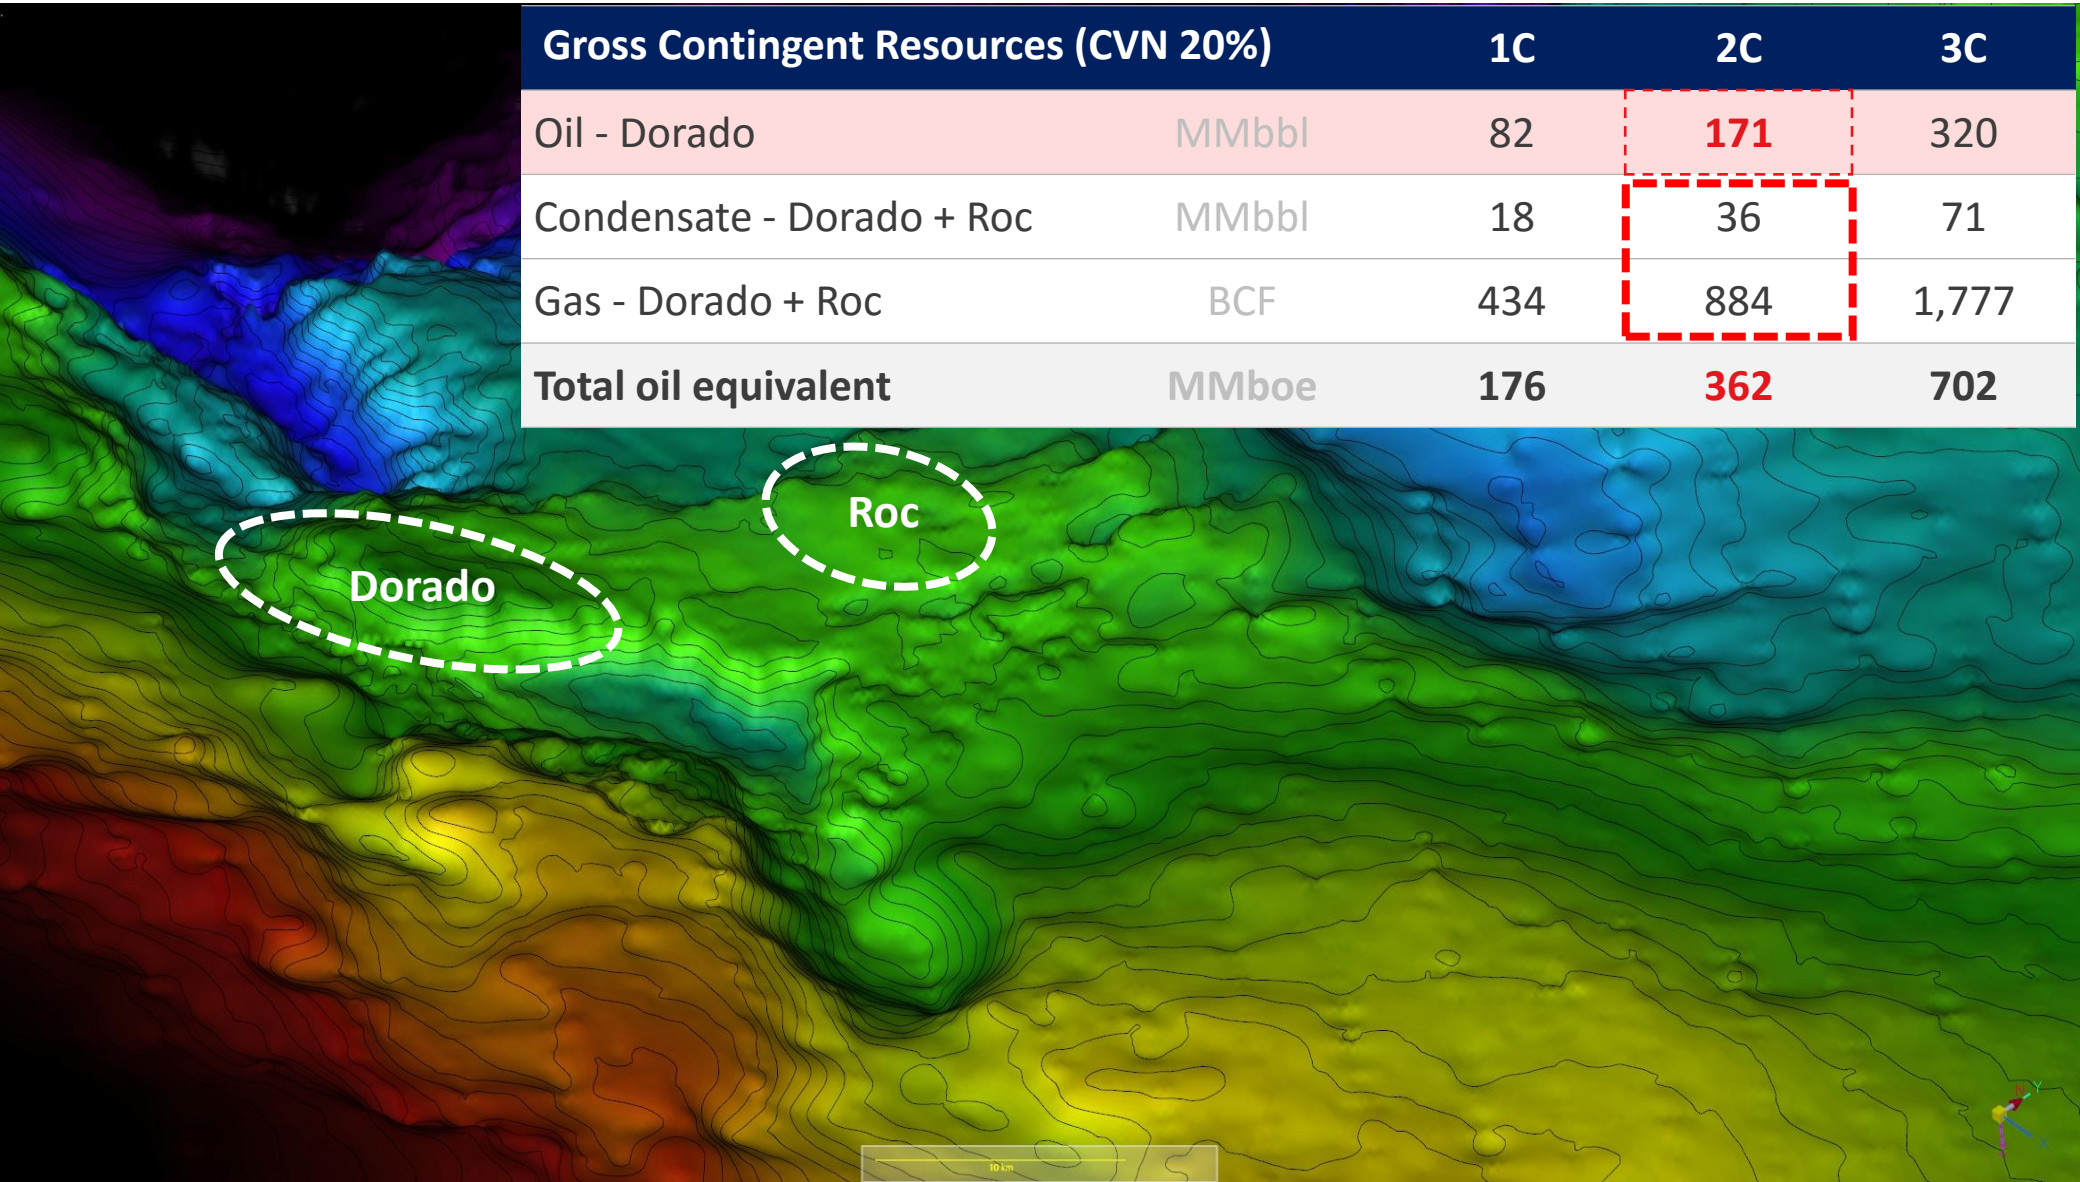 Gross Contingent Resources (CVN 20%) 1C 2C 3C
Oil - Dorado MMbbl 82 171 320
Condensate - Dorado + Roc MMbbl 18 36 71
Gas - Dorado + Roc BCF 434 884 1,777
Total oil equivalent MMboe 176 362 702
Roc
Dorado
N Y
X
10 km